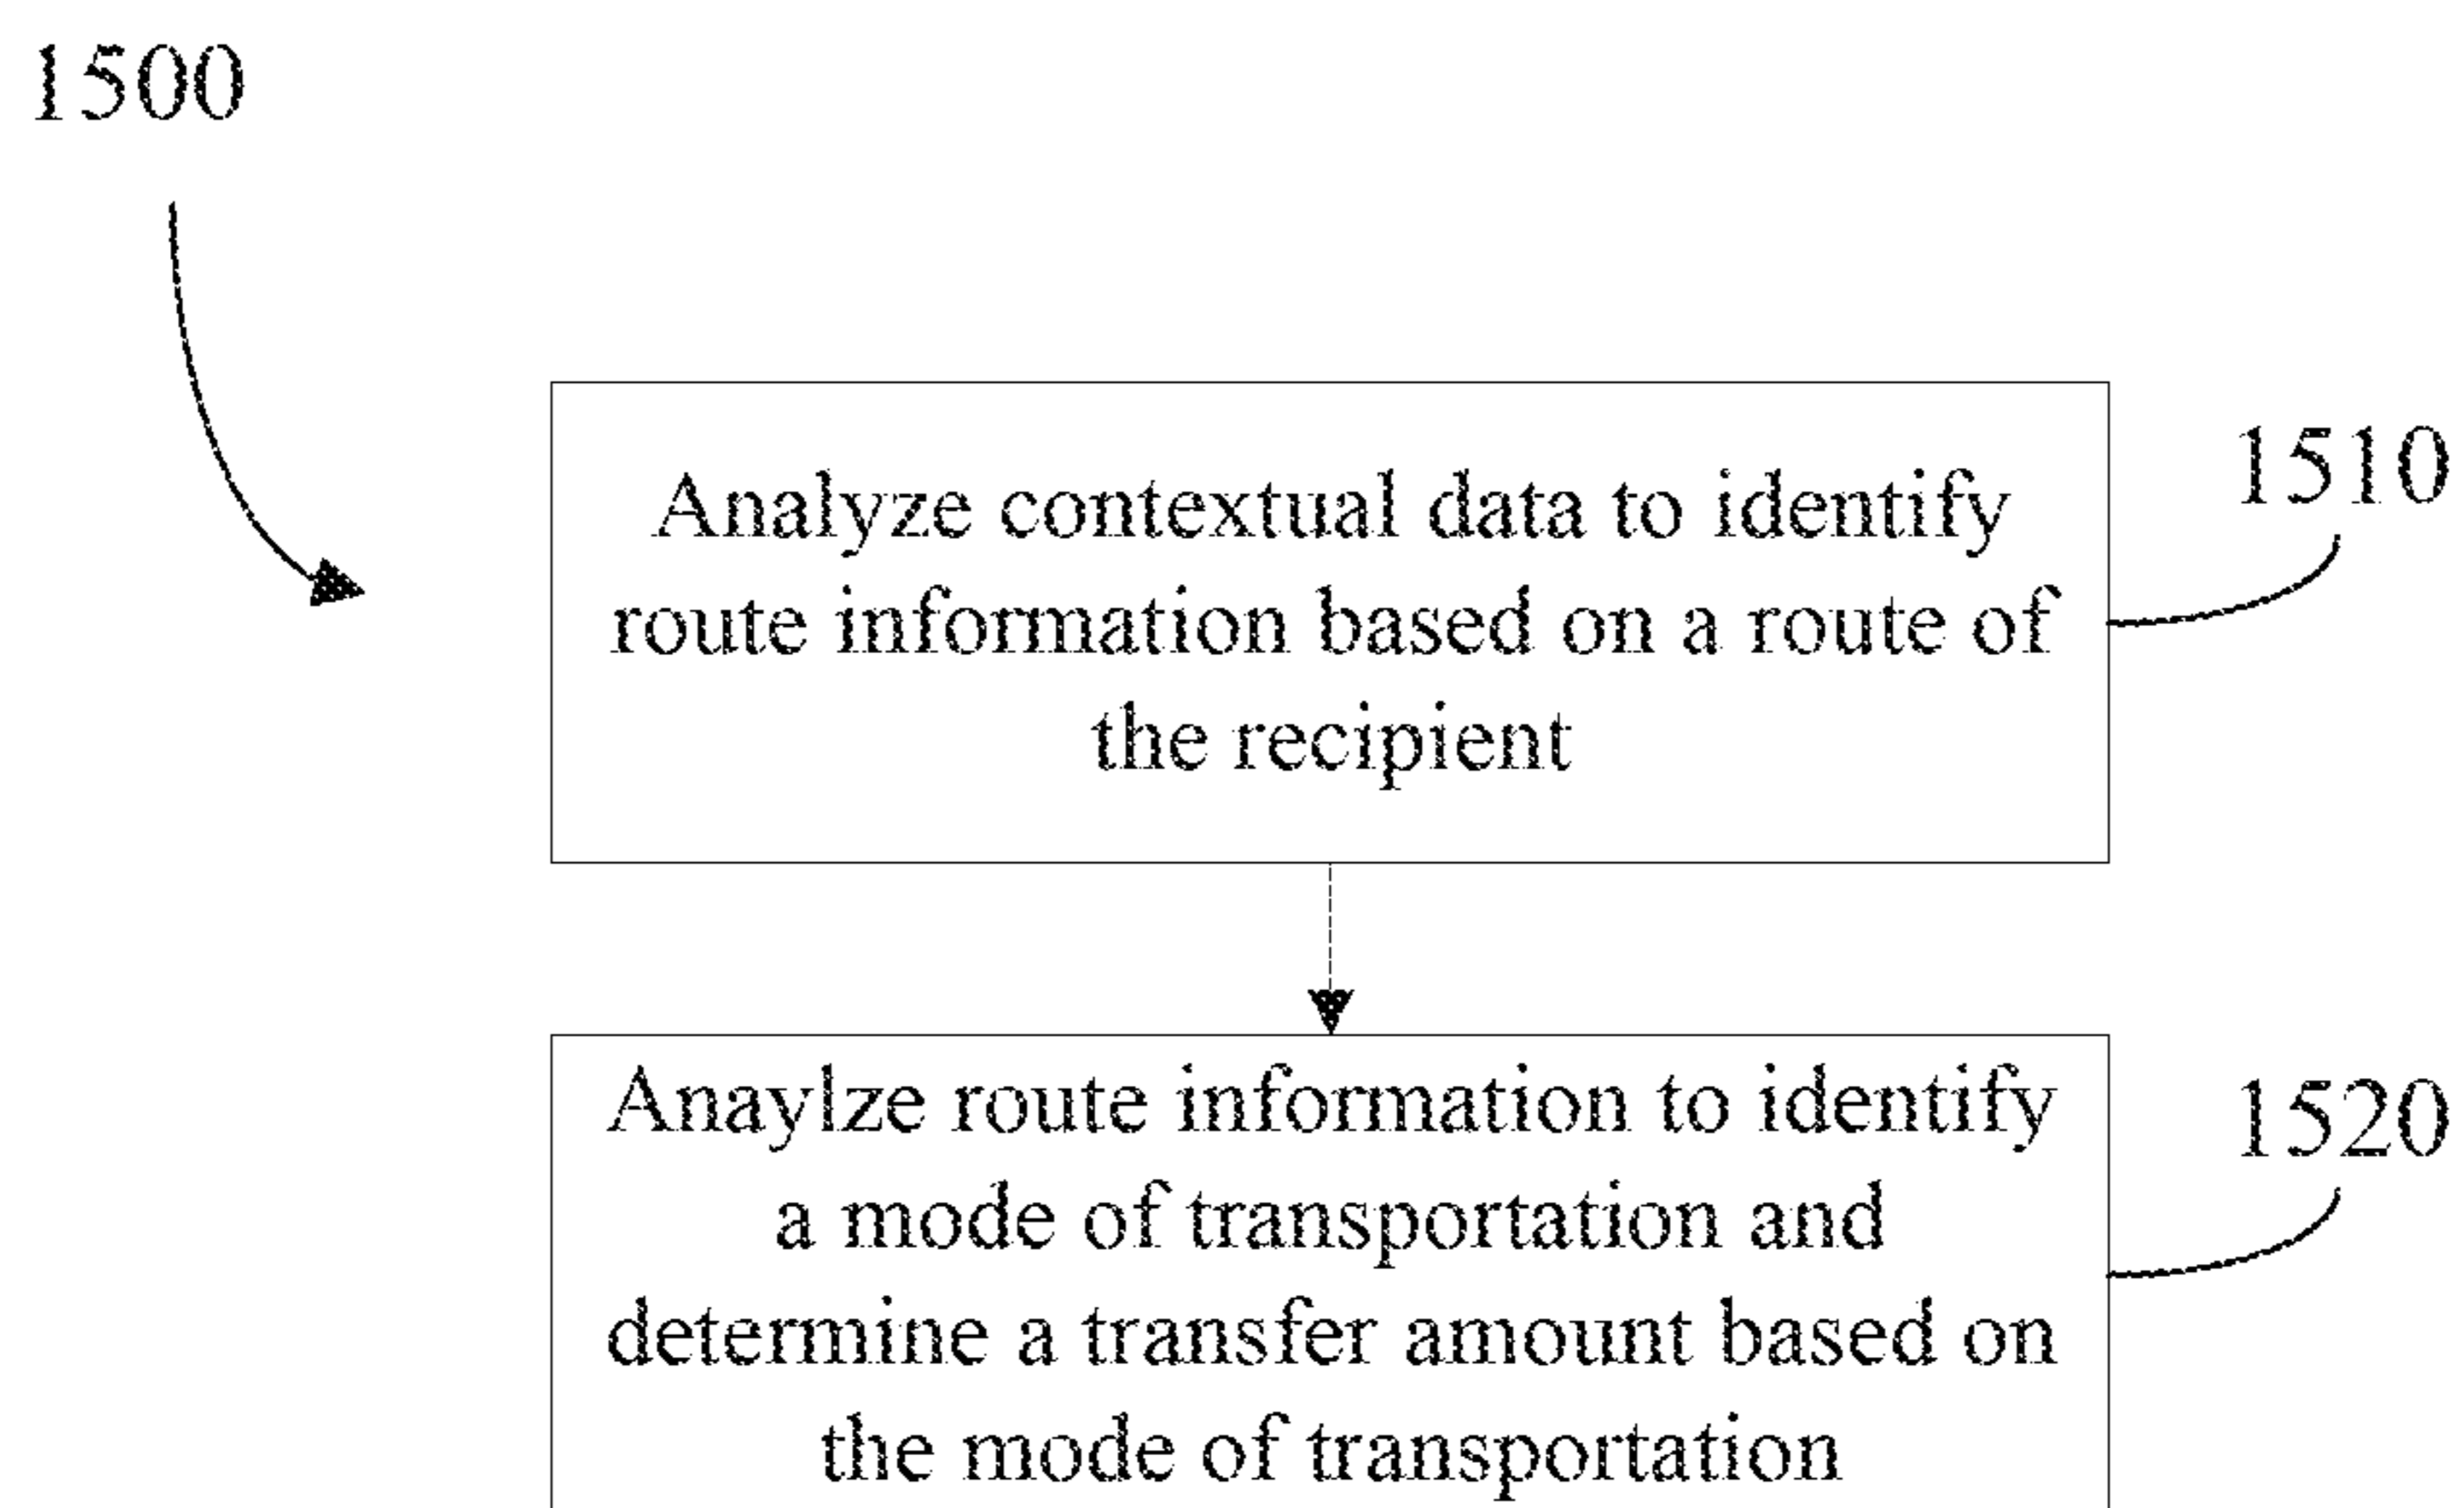 1500
Analyze contextual data to identify
route information based on a route of
the recipient
1510
Anaylze route information to identify
a mode of transportation and
determine a transfer amount based on
the mode of transportation
1520